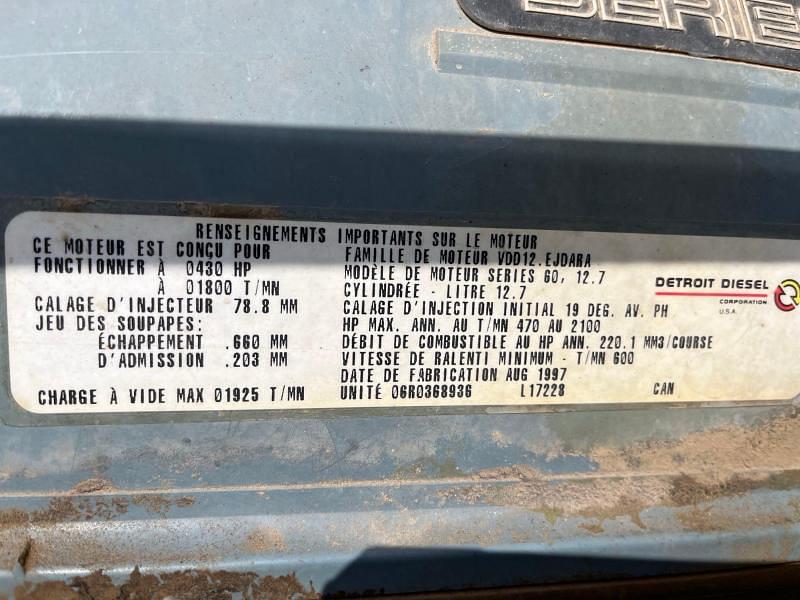 SERIES
RENSEIGNEMENTS IMPORTANTS SUR LE MOTEUR
CE MOTEUR EST CONÇU POUR
FONCTIONNER À 0430 HP
À 01800 T/MN
CALAGE D'INJECTEUR 78.8 MM
JEU DES SOUPAPES:
ÉCHAPPEMENT .660 MM
D'ADMISSION .203 MM
CHARGE À VIDE MAX 01925 T/MN
FAMILLE DE MOTEUR VDD12.EJDARA
MODÈLE DE MOTEUR SERIES 60, 12.7
CYLINDRÉE - LITRE 12.7
CALAGE D'INJECTION INITIAL 19 DEG. AV. PH
HP MAX. ANN. AU T/MN 470 AU 2100
DÉBIT DE COMBUSTIBLE AU HP ANN. 220.1 MM3/COURSE
VITESSE DE RALENTI MINIMUM - T/MN 600
DATE DE FABRICATION AUG 1997
UNITÉ 06R0368936 L17228 CAN
DETROIT DIESEL
CORPORATION
U.S.A.